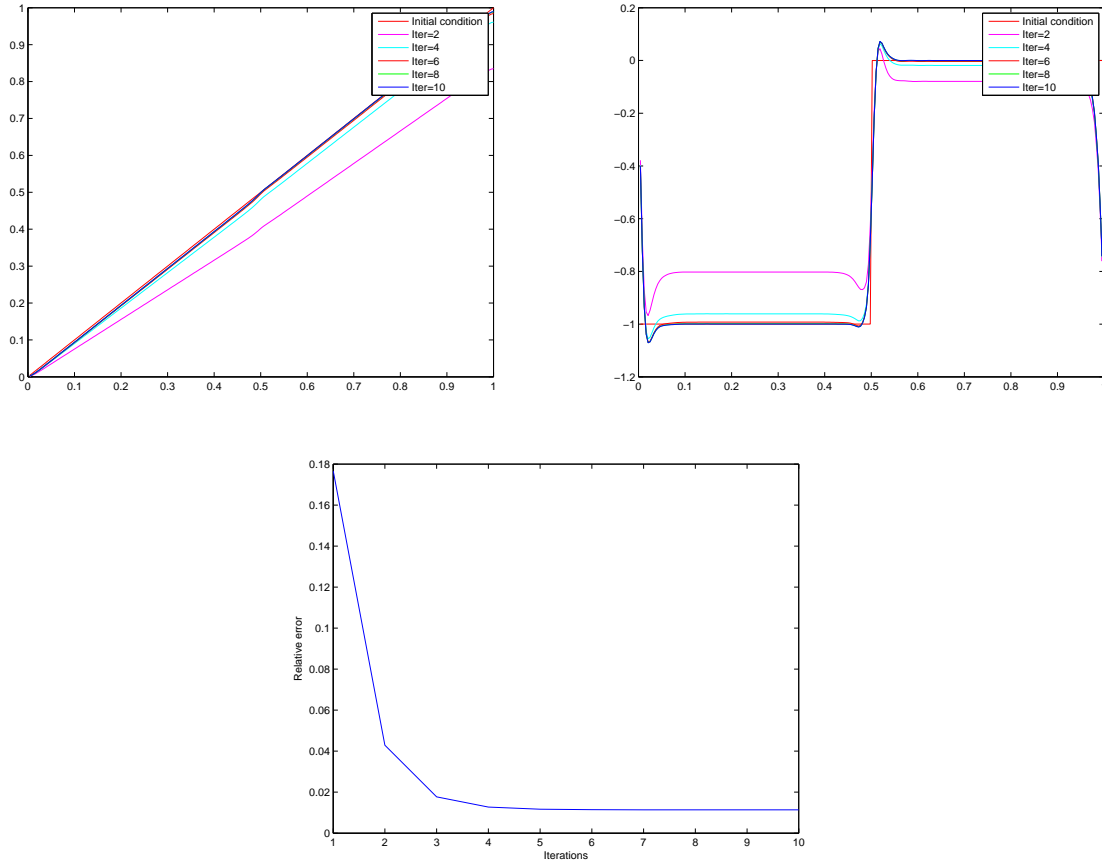 1
0.9
0.8
0.7
0.6
0.5
0.4
0.3
0.2
0.1
0
0 0.1 0.2 0.3 0.4 0.5 0.6 0.7 0.8 0.9 1
Initial condition
Iter=2
Iter=4
Iter=6
Iter=8
Iter=10
0.2
0
−0.2
−0.4
−0.6
−0.8
−1
−1.2
0 0.1 0.2 0.3 0.4 0.5 0.6 0.7 0.8 0.9
Initial condition
Iter=2
Iter=4
Iter=6
Iter=8
Iter=10
0.18
0.16
0.14
0.12
0.1
0.08
0.06
0.04
0.02
0
Relative error
1 2 3 4 5 6 7 8 9 10
Iterations